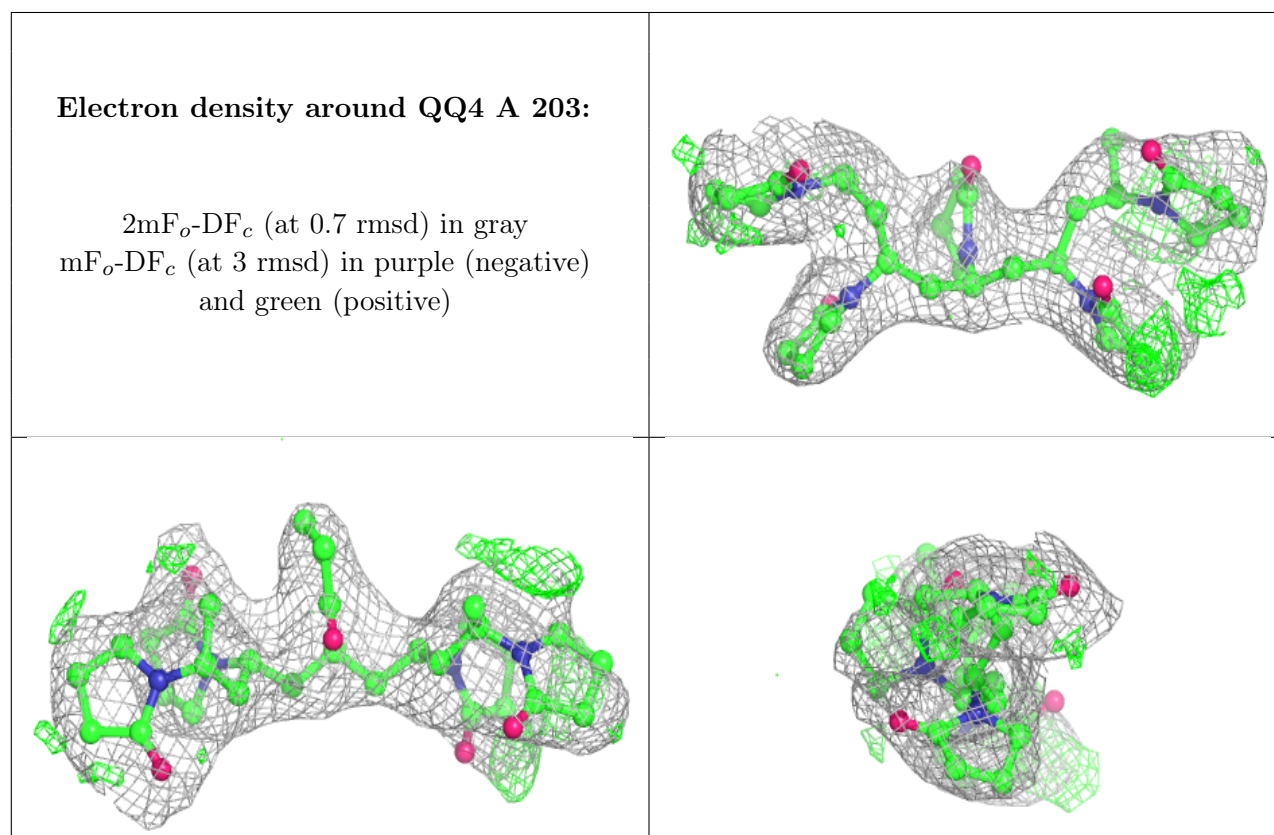 Electron density around QQ4 A 203:
2mFo-DFc (at 0.7 rmsd) in gray
mFo-DFc (at 3 rmsd) in purple (negative)
and green (positive)